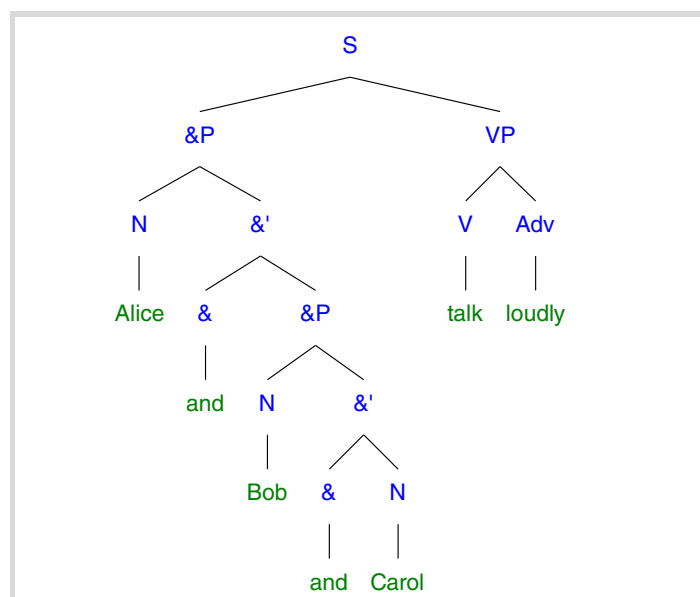 S
&P VP
N &' V Adv
Alice & &P talk loudly
and N &'
Bob & N
and Carol